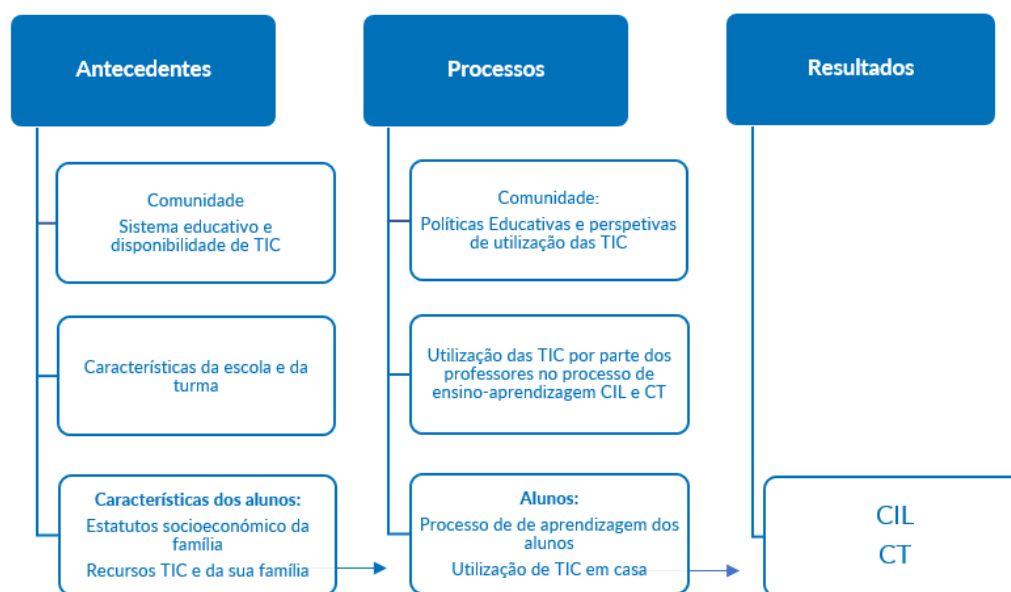 Antecedentes
Comunidade
Sistema educativo e
disponibilidade de TIC
Características da escola e da
turma
Características dos alunos:
Estatutos socioeconómico da
família
Recursos TIC e da sua família
Processos
Comunidade:
Políticas Educativas e perspetivas
de utilização das TIC
Utilização das TIC por parte dos
professores no processo de
ensino-aprendizagem CIL e CT
Alunos:
Processo de de aprendizagem dos
alunos
Utilização de TIC em casa
Resultados
CIL
CT